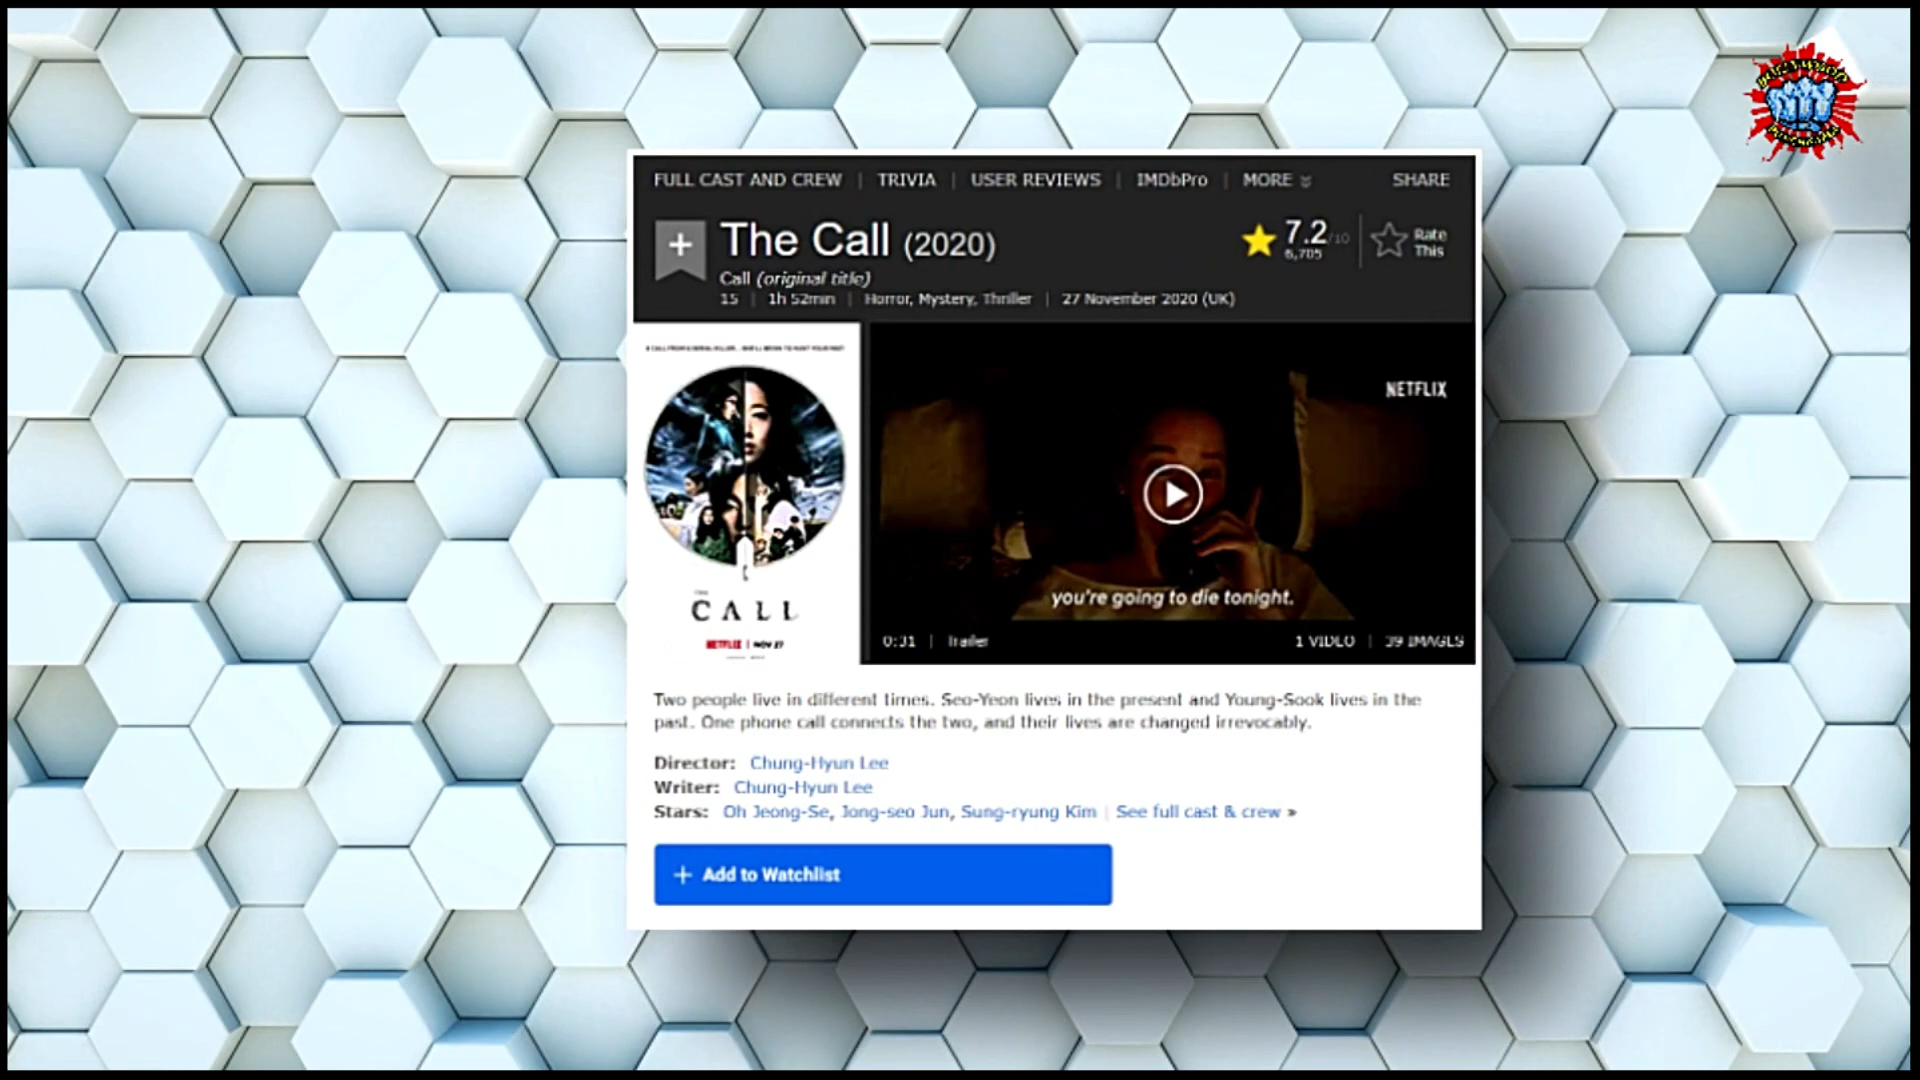 FULL CAST AND CREW | TRIVIA | USER REVIEWS | IMDbPro | MORE SHARE
The Call (2020)
7.2/10
6,705
Rate This
Call (original title)
15 | 1h 52min | Horror, Mystery, Thriller | 27 November 2020 (UK)
NETFLIX
you're going to die tonight.
THE
CALL
NETFLIX | NOV 27
0:31 | Trailer 1 VIDEO | 39 IMAGES
Two people live in different times. Seo-Yeon lives in the present and Young-Sook lives in the
past. One phone call connects the two, and their lives are changed irrevocably.
Director: Chung-Hyun Lee
Writer: Chung-Hyun Lee
Stars: Oh Jeong-Se, Jong-seo Jun, Sung-ryung Kim | See full cast & crew »
+ Add to Watchlist